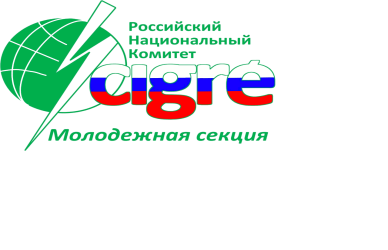 Российский
Национальный
Комитет
cigré
Молодежная секция